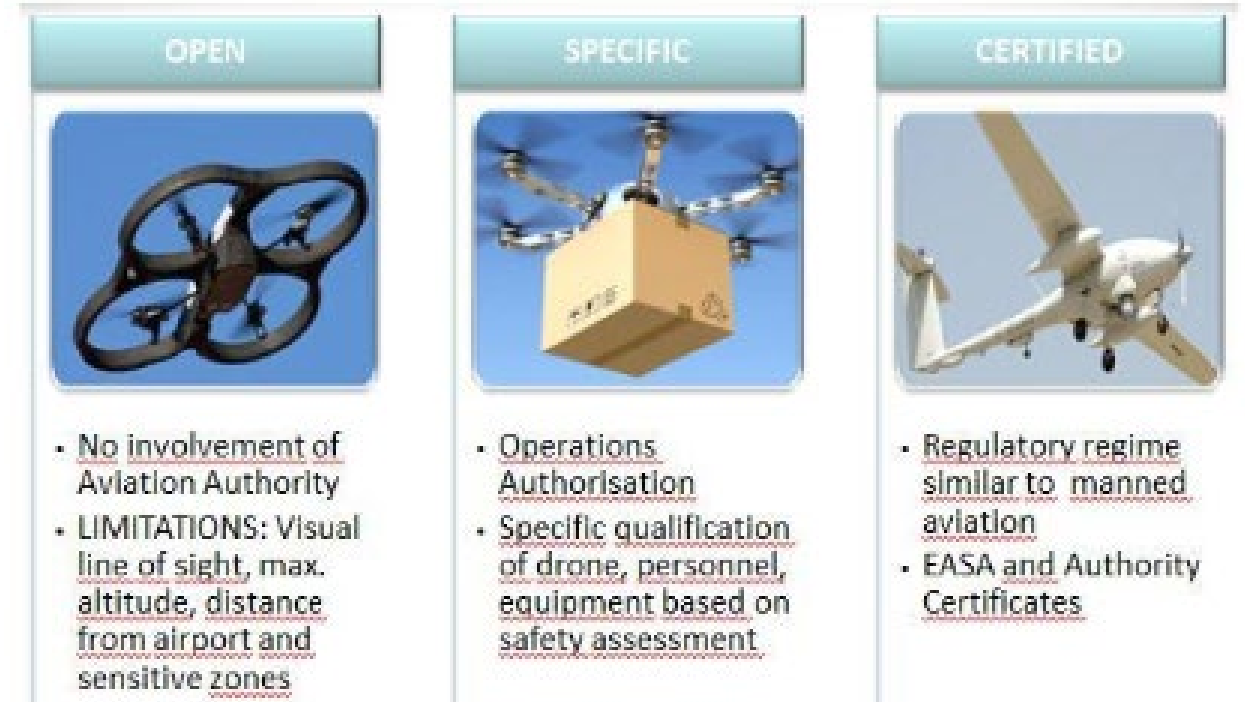 OPEN
No involvement of
Aviation Authority
LIMITATIONS: Visual
line of sight, max.
altitude, distance
from airport and
sensitive zones
SPECIFIC
Operations
Authorisation
Specific qualification
of drone, personnel,
equipment based on
safety assessment
CERTIFIED
Regulatory regime
similar to manned
aviation
EASA and Authority
Certificates